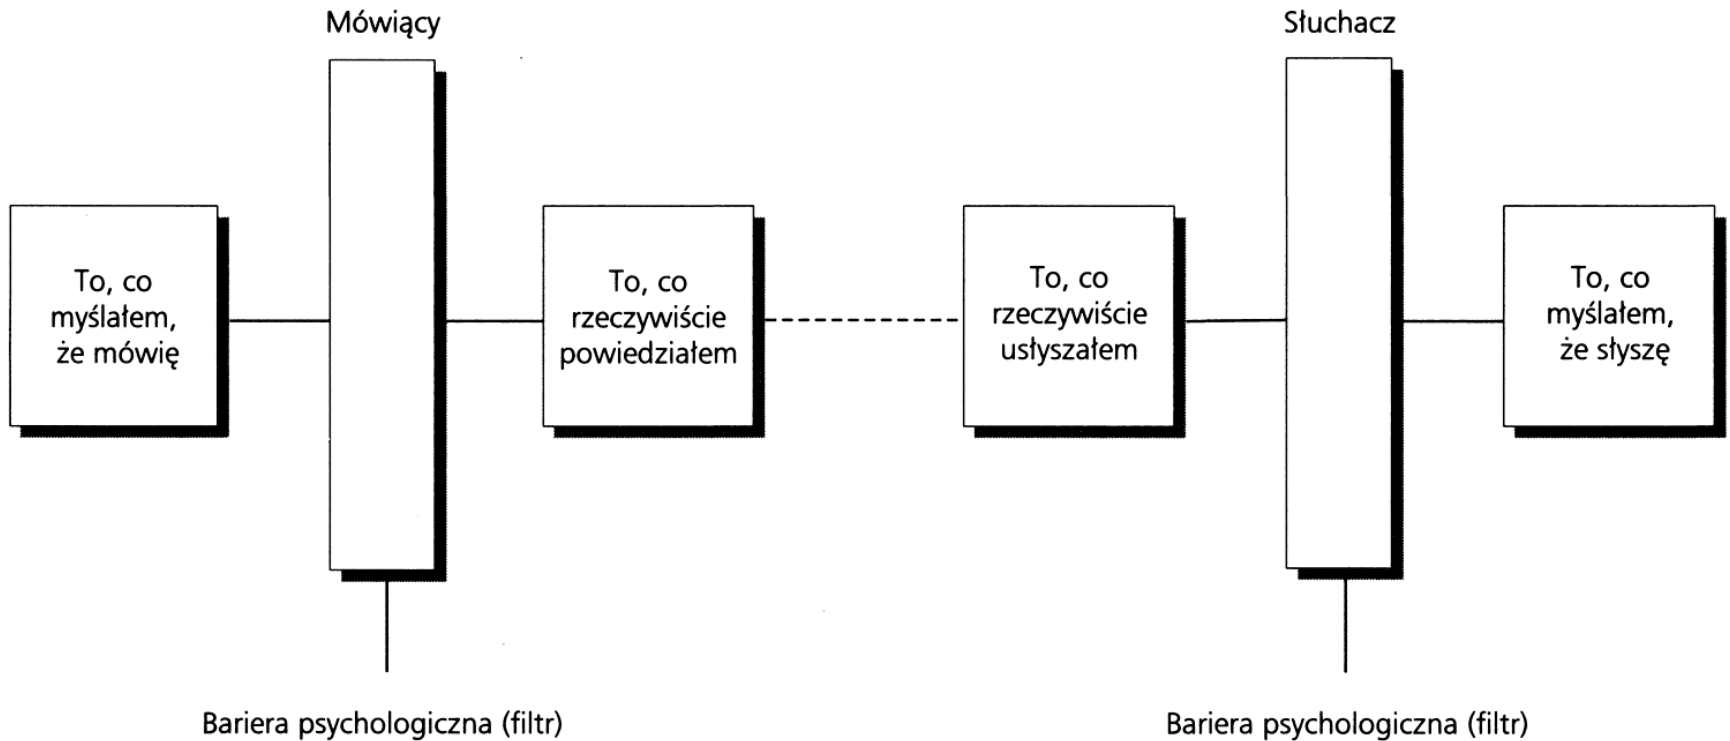 Mówiący
Słuchacz
To, co
myślałem,
że mówię
To, co
rzeczywiście
powiedziałem
To, co
rzeczywiście
usłyszałem
To, co
myślałem,
że słyszę
Bariera psychologiczna (filtr)
Bariera psychologiczna (filtr)